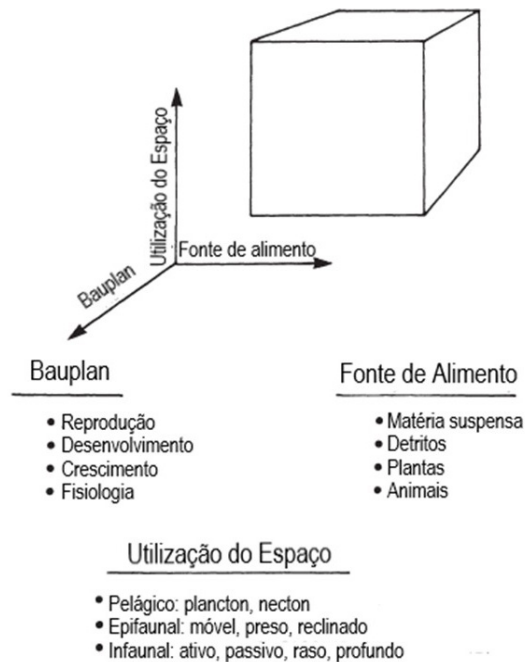 Utilização do Espaço
Fonte de alimento
Bauplan
Bauplan
• Reprodução
• Desenvolvimento
• Crescimento
• Fisiologia
Fonte de Alimento
• Matéria suspensa
• Detritos
• Plantas
• Animais
Utilização do Espaço
• Pelágico: plancton, necton
• Epifaunal: móvel, preso, reclinado
• Infaunal: ativo, passivo, raso, profundo